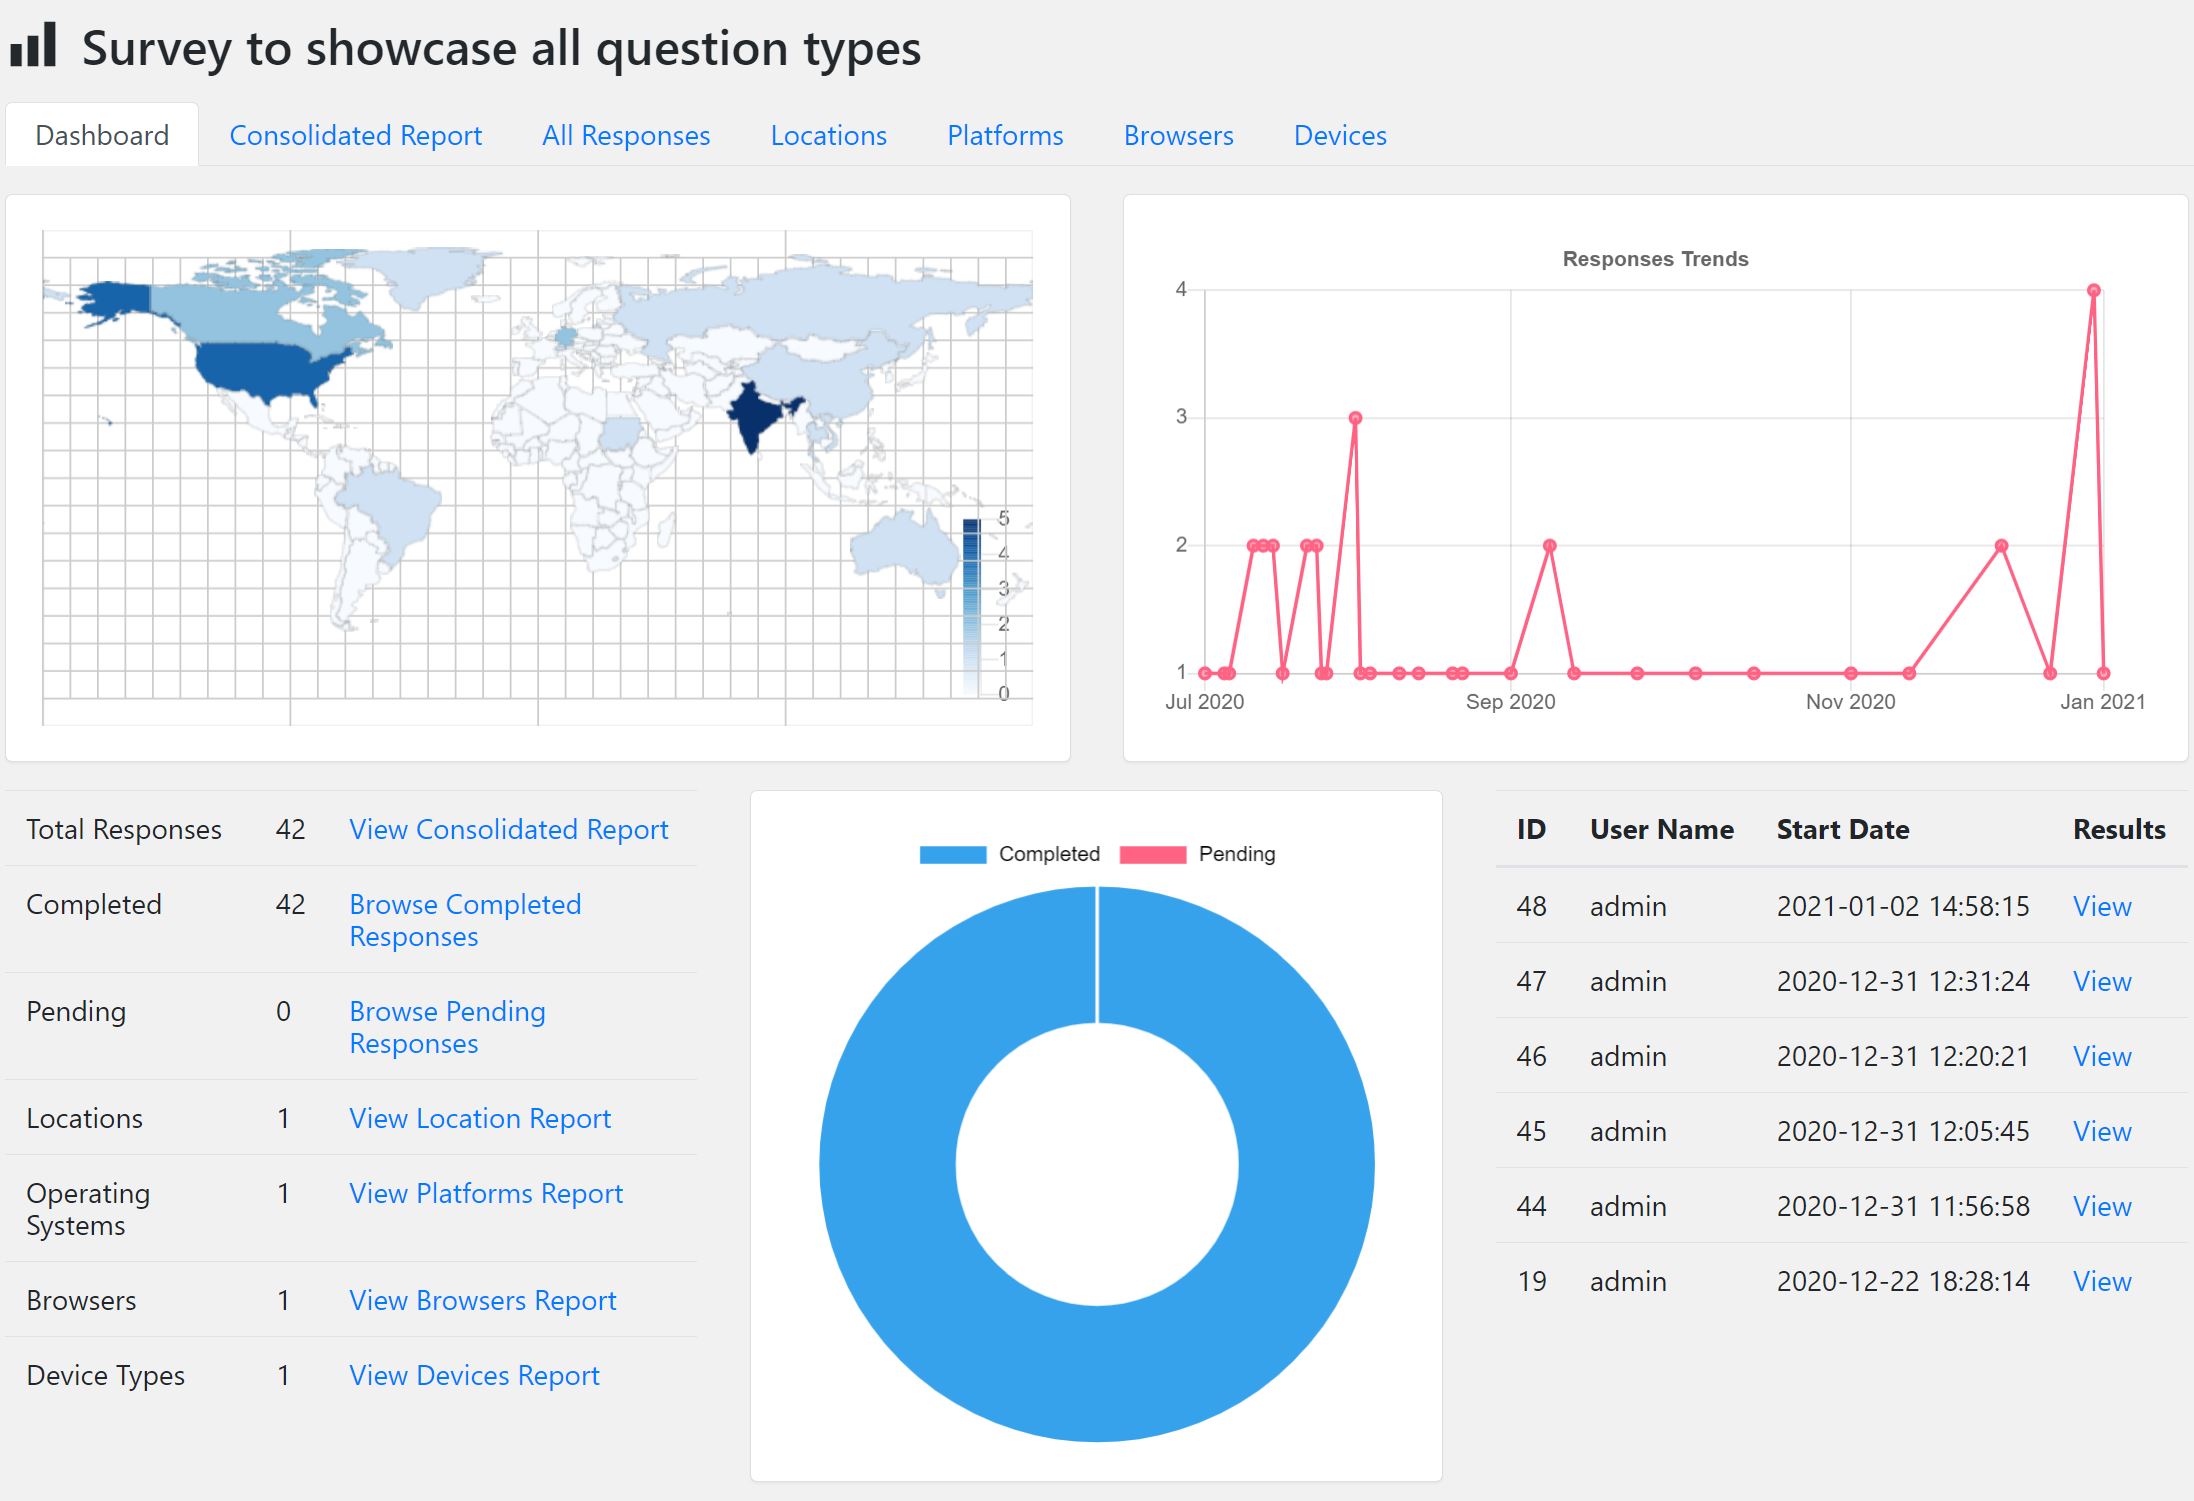 Survey to showcase all question types
Dashboard Consolidated Report All Responses Locations Platforms Browsers Devices
5
4
3
2
1
0
Responses Trends
4
3
2
1
Jul 2020 Sep 2020 Nov 2020 Jan 2021
Total Responses 42 View Consolidated Report
Completed 42 Browse Completed
Responses
Pending 0 Browse Pending
Responses
Locations 1 View Location Report
Operating 1 View Platforms Report
Systems
Browsers 1 View Browsers Report
Device Types 1 View Devices Report
Completed Pending
ID User Name Start Date Results
48 admin 2021-01-02 14:58:15 View
47 admin 2020-12-31 12:31:24 View
46 admin 2020-12-31 12:20:21 View
45 admin 2020-12-31 12:05:45 View
44 admin 2020-12-31 11:56:58 View
19 admin 2020-12-22 18:28:14 View